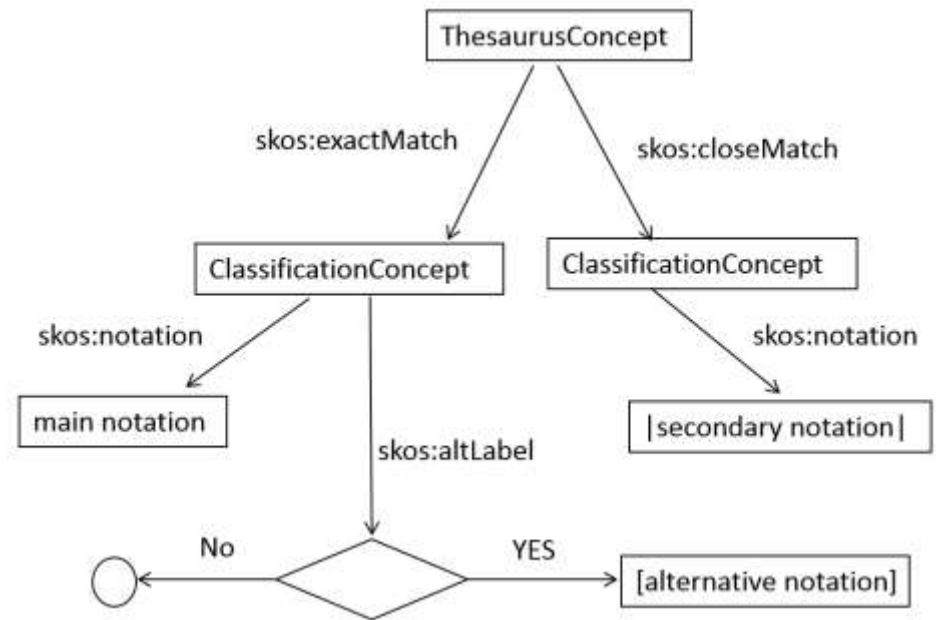 ThesaurusConcept
skos:exactMatch
skos:closeMatch
ClassificationConcept
ClassificationConcept
skos:notation
skos:notation
main notation
|secondary notation|
skos:altLabel
No
YES
[alternative notation]